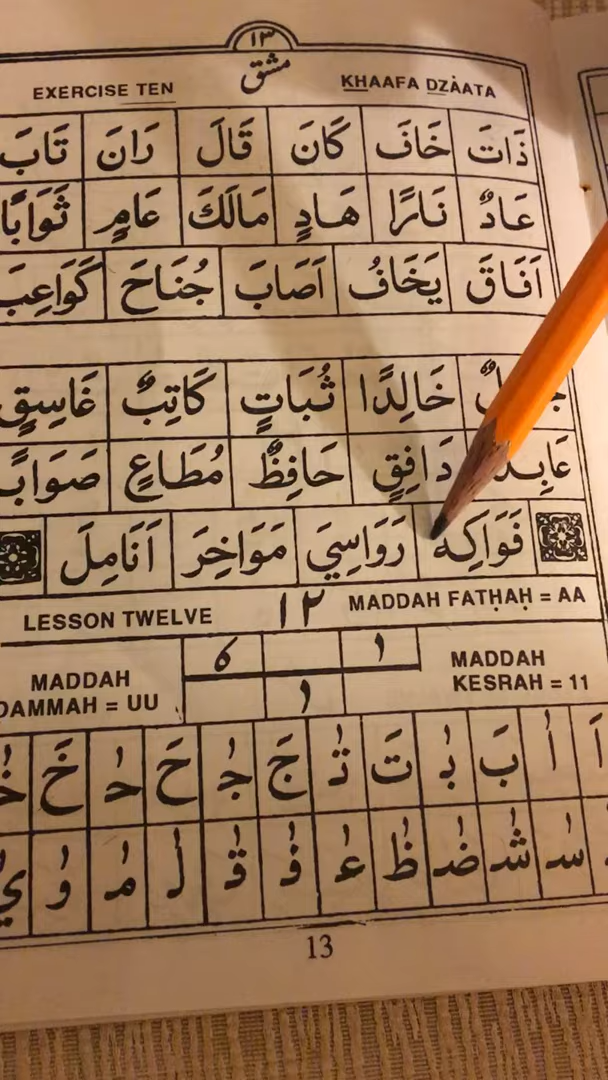 ١٣
EXERCISE TEN مشق KHAAFA DZÀATA
ذَاتَ خَافَ كَانَ قَالَ رَانَ تَابَ
عَادٌ نَارًا هَادٍ مَالَكَ عَامٍ ثَوَابًا
اَفَاقَ يَخَافُ اَصَابَ جُنَاحَ كَوَاعِبَ
خَالِدًا ثُبَاتٍ كَاتِبٌ غَاسِقٍ
دَافِقٍ حَافِظٌ مُطَاعٍ صَوَابًا
فَوَاكِهَ رَوَاسِيَ مَوَاخِرَ اَنَامِلَ
LESSON TWELVE ١٢ MADDAH FATḤAḤ = AA
MADDAH DAMMAH = UU
MADDAH KESRAH = 11
اَ اٰ بَ بٰ تَ تٰ جَ جٰ حَ حٰ خَ خٰ
سٰ شٰ ضٰ ظٰ عٰ فٰ قٰ لٰ مٰ وٰ يٰ
13